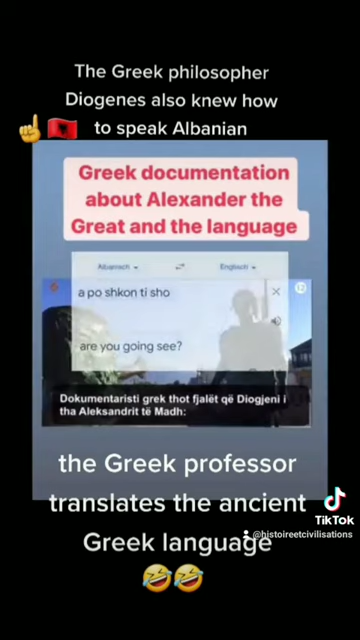 The Greek philosopher
Diogenes also knew how
☝️🇦🇱 to speak Albanian
Greek documentation
about Alexander the
Great and the language
Albanisch Englisch
a po shkon ti sho
are you going see?
Dokumentaristi grek thot fjalët që Diogjeni i
tha Aleksandrit të Madh:
the Greek professor
translates the ancient
Greek language
🤣🤣
TikTok
@histoireetcivilisations